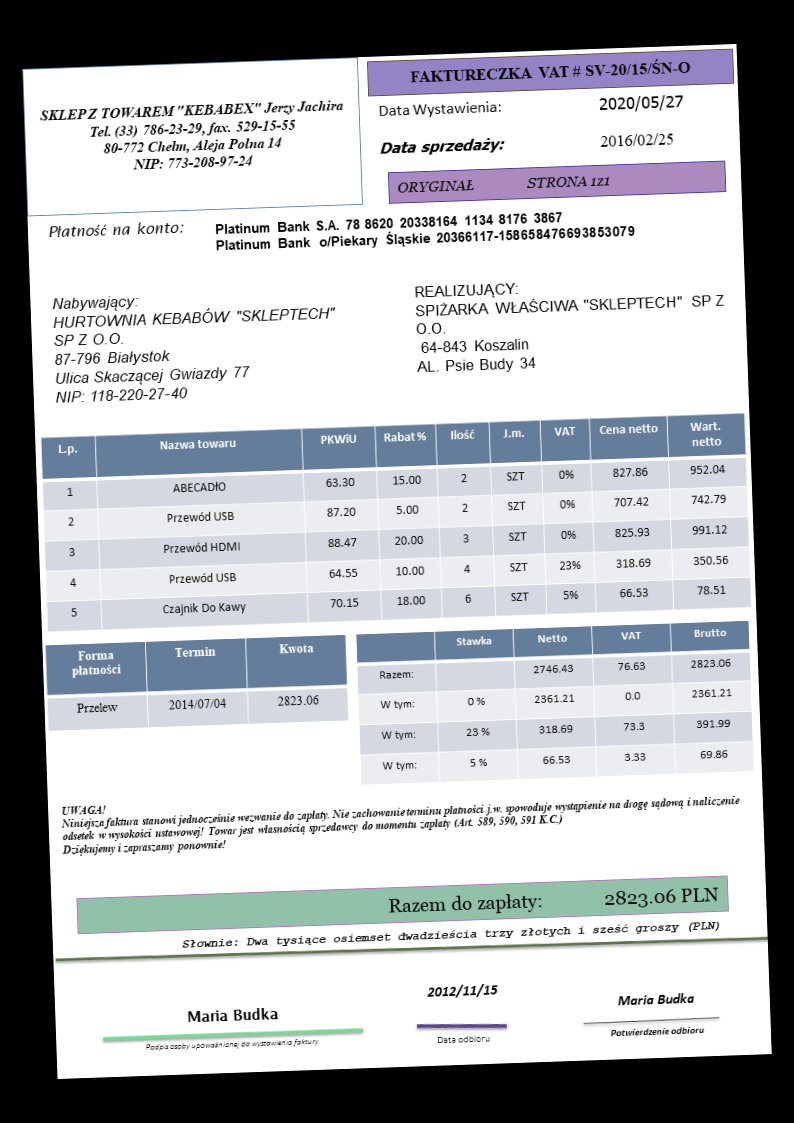 SKLEP Z TOWAREM "KEBABEX" Jerzy Jachira
Tel. (33) 786-23-29, fax. 529-15-55
80-772 Chełm, Aleja Polna 14
NIP: 773-208-97-24
FAKTURECZKA VAT # SV-20/15/ŚN-O
Data Wystawienia: 2020/05/27
Data sprzedaży: 2016/02/25
ORYGINAŁ STRONA 1z1
Płatność na konto: Platinum Bank S.A. 78 8620 20338164 1134 8176 3867
Platinum Bank o/Piekary Śląskie 20366117-158658476693853079
Nabywający:
HURTOWNIA KEBABÓW "SKLEPTECH"
SP Z O.O.
87-796 Białystok
Ulica Skaczącej Gwiazdy 77
NIP: 118-220-27-40
REALIZUJĄCY:
SPIŻARKA WŁAŚCIWA "SKLEPTECH" SP Z
O.O.
64-843 Koszalin
AL. Psie Budy 34
L.p. Nazwa towaru PKWiU Rabat % Ilość J.m. VAT Cena netto Wart. netto
1 ABECADŁO 63.30 15.00 2 SZT 0% 827.86 952.04
2 Przewód USB 87.20 5.00 2 SZT 0% 707.42 742.79
3 Przewód HDMI 88.47 20.00 3 SZT 0% 825.93 991.12
4 Przewód USB 64.55 10.00 4 SZT 23% 318.69 350.56
5 Czajnik Do Kawy 70.15 18.00 6 SZT 5% 66.53 78.51
Forma płatności Termin Kwota
Przelew 2014/07/04 2823.06
Stawka Netto VAT Brutto
Razem: 2746.43 76.63 2823.06
W tym: 0 % 2361.21 0.0 2361.21
W tym: 23 % 318.69 73.3 391.99
W tym: 5 % 66.53 3.33 69.86
UWAGA!
Niniejsza faktura stanowi jednocześnie wezwanie do zapłaty. Nie zachowanie terminu płatności j.w. spowoduje wystąpienie na drogę sądową i naliczenie
odsetek w wysokości ustawowej! Towar jest własnością sprzedawcy do momentu zapłaty (Art. 589, 590, 591 K.C.)
Dziękujemy i zapraszamy ponownie!
Razem do zapłaty: 2823.06 PLN
Słownie: Dwa tysiące osiemset dwadzieścia trzy złotych i sześć groszy (PLN)
Maria Budka
Podpis osoby upoważnionej do wystawienia faktury
2012/11/15
Data odbioru
Maria Budka
Potwierdzenie odbioru